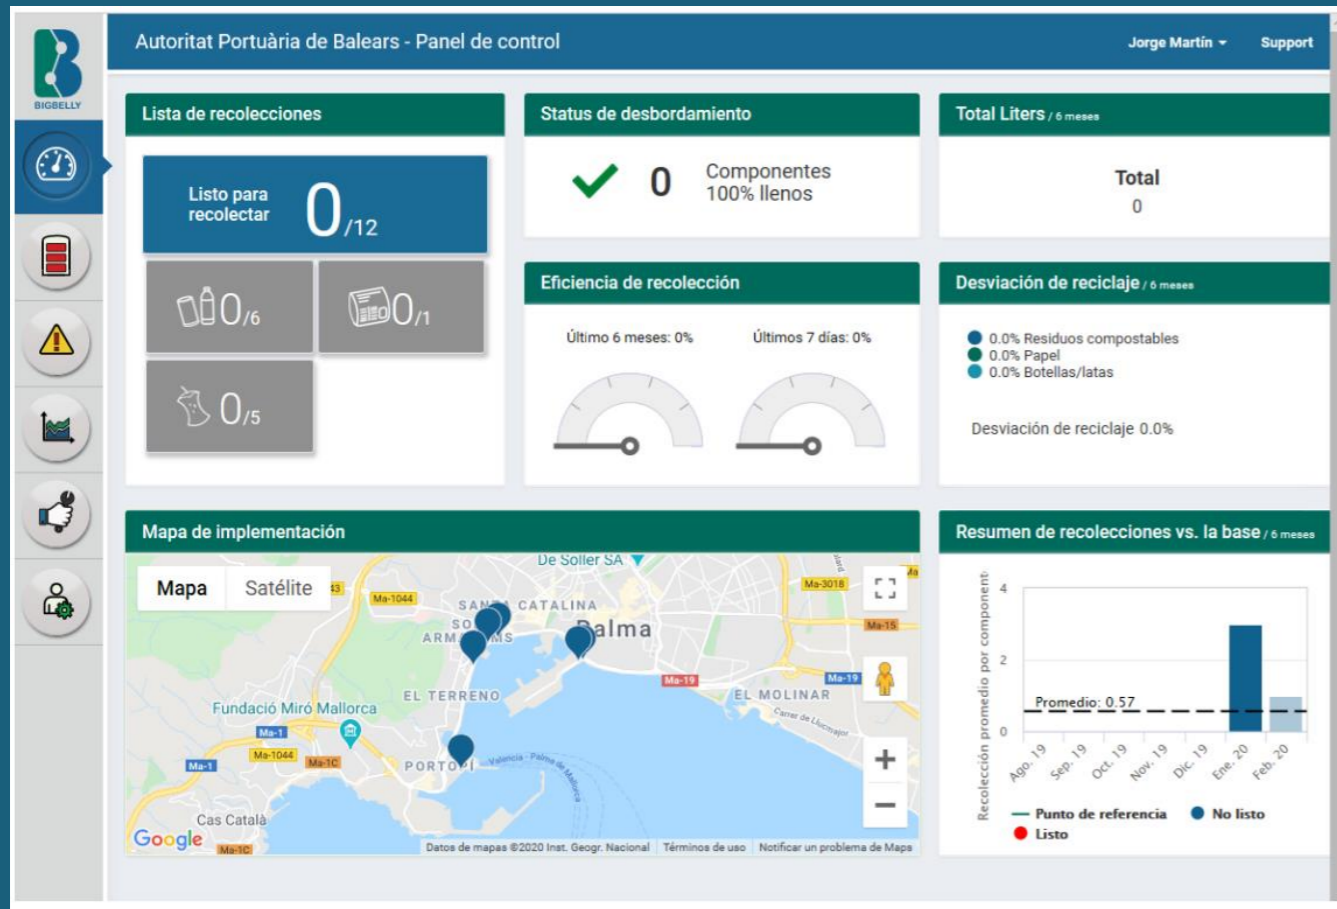 BIGBELLY
Autoritat Portuària de Balears - Panel de control
Jorge Martín
Support
Lista de recolecciones
Listo para
recolectar
0/12
0/6
0/1
0/5
Status de desbordamiento
0
Componentes
100% llenos
Total Liters / 6 meses
Total
0
Eficiencia de recolección
Último 6 meses: 0%
Últimos 7 días: 0%
Desviación de reciclaje / 6 meses
0.0% Residuos compostables
0.0% Papel
0.0% Botellas/latas
Desviación de reciclaje 0.0%
Mapa de implementación
Mapa
Satélite
De Soller SA
Ma-1044
Ma-3018
Ma-15
CATALINA
Palma
Ma-19
Ma-19
EL TERRENO
EL MOLINAR
Carrer de Llucmajor
Fundació Miró Mallorca
Ma-1
Ma-1044
Ma-1
Ma-1C
PORTOPÍ
Valencia - Palma de Mallorca
Cas Català
Google
Ma-1C
Datos de mapas ©2020 Inst. Geogr. Nacional
Términos de uso
Notificar un problema de Maps
Resumen de recolecciones vs. la base / 6 meses
Recolección promedio por component
4
2
0
Promedio: 0.57
Ago. 19
Sep. 19
Oct. 19
Nov. 19
Dic. 19
Ene. 20
Feb. 20
Punto de referencia
No listo
Listo